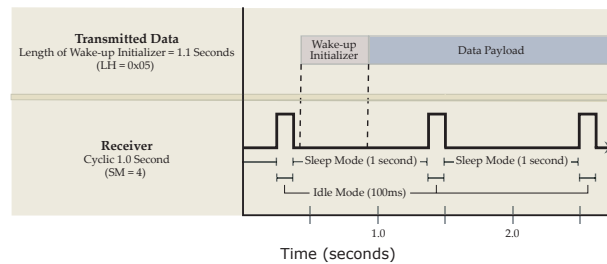 Transmitted Data
Length of Wake-up Initializer = 1.1 Seconds
(LH = 0x05)
Wake-up
Initializer
Data Payload
Receiver
Cyclic 1.0 Second
(SM = 4)
Sleep Mode (1 second)
Sleep Mode (1 second)
Idle Mode (100ms)
1.0
2.0
Time (seconds)